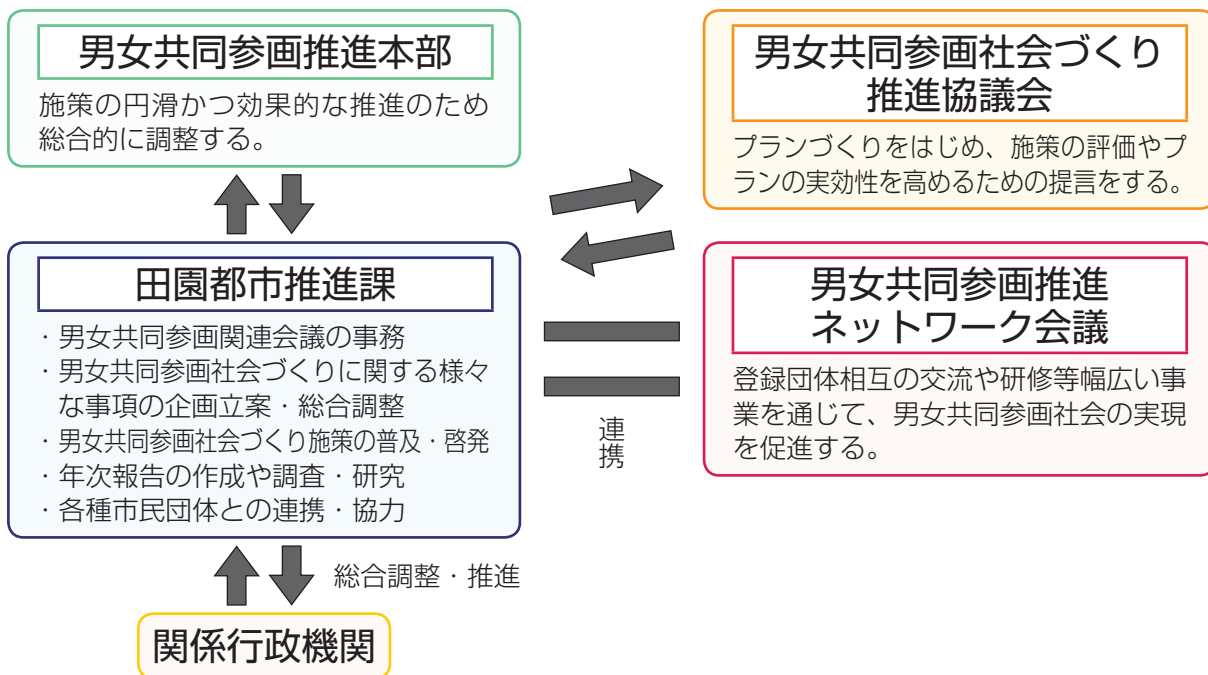 男女共同参画推進本部
施策の円滑かつ効果的な推進のため
総合的に調整する。
男女共同参画社会づくり
推進協議会
プランづくりをはじめ、施策の評価やプ
ランの実効性を高めるための提言をする。
田園都市推進課
・男女共同参画関連会議の事務
・男女共同参画社会づくりに関する様々
な事項の企画立案・総合調整
・男女共同参画社会づくり施策の普及・啓発
・年次報告の作成や調査・研究
・各種市民団体との連携・協力
連携
男女共同参画推進
ネットワーク会議
登録団体相互の交流や研修等幅広い事
業を通じて、男女共同参画社会の実現
を促進する。
総合調整・推進
関係行政機関